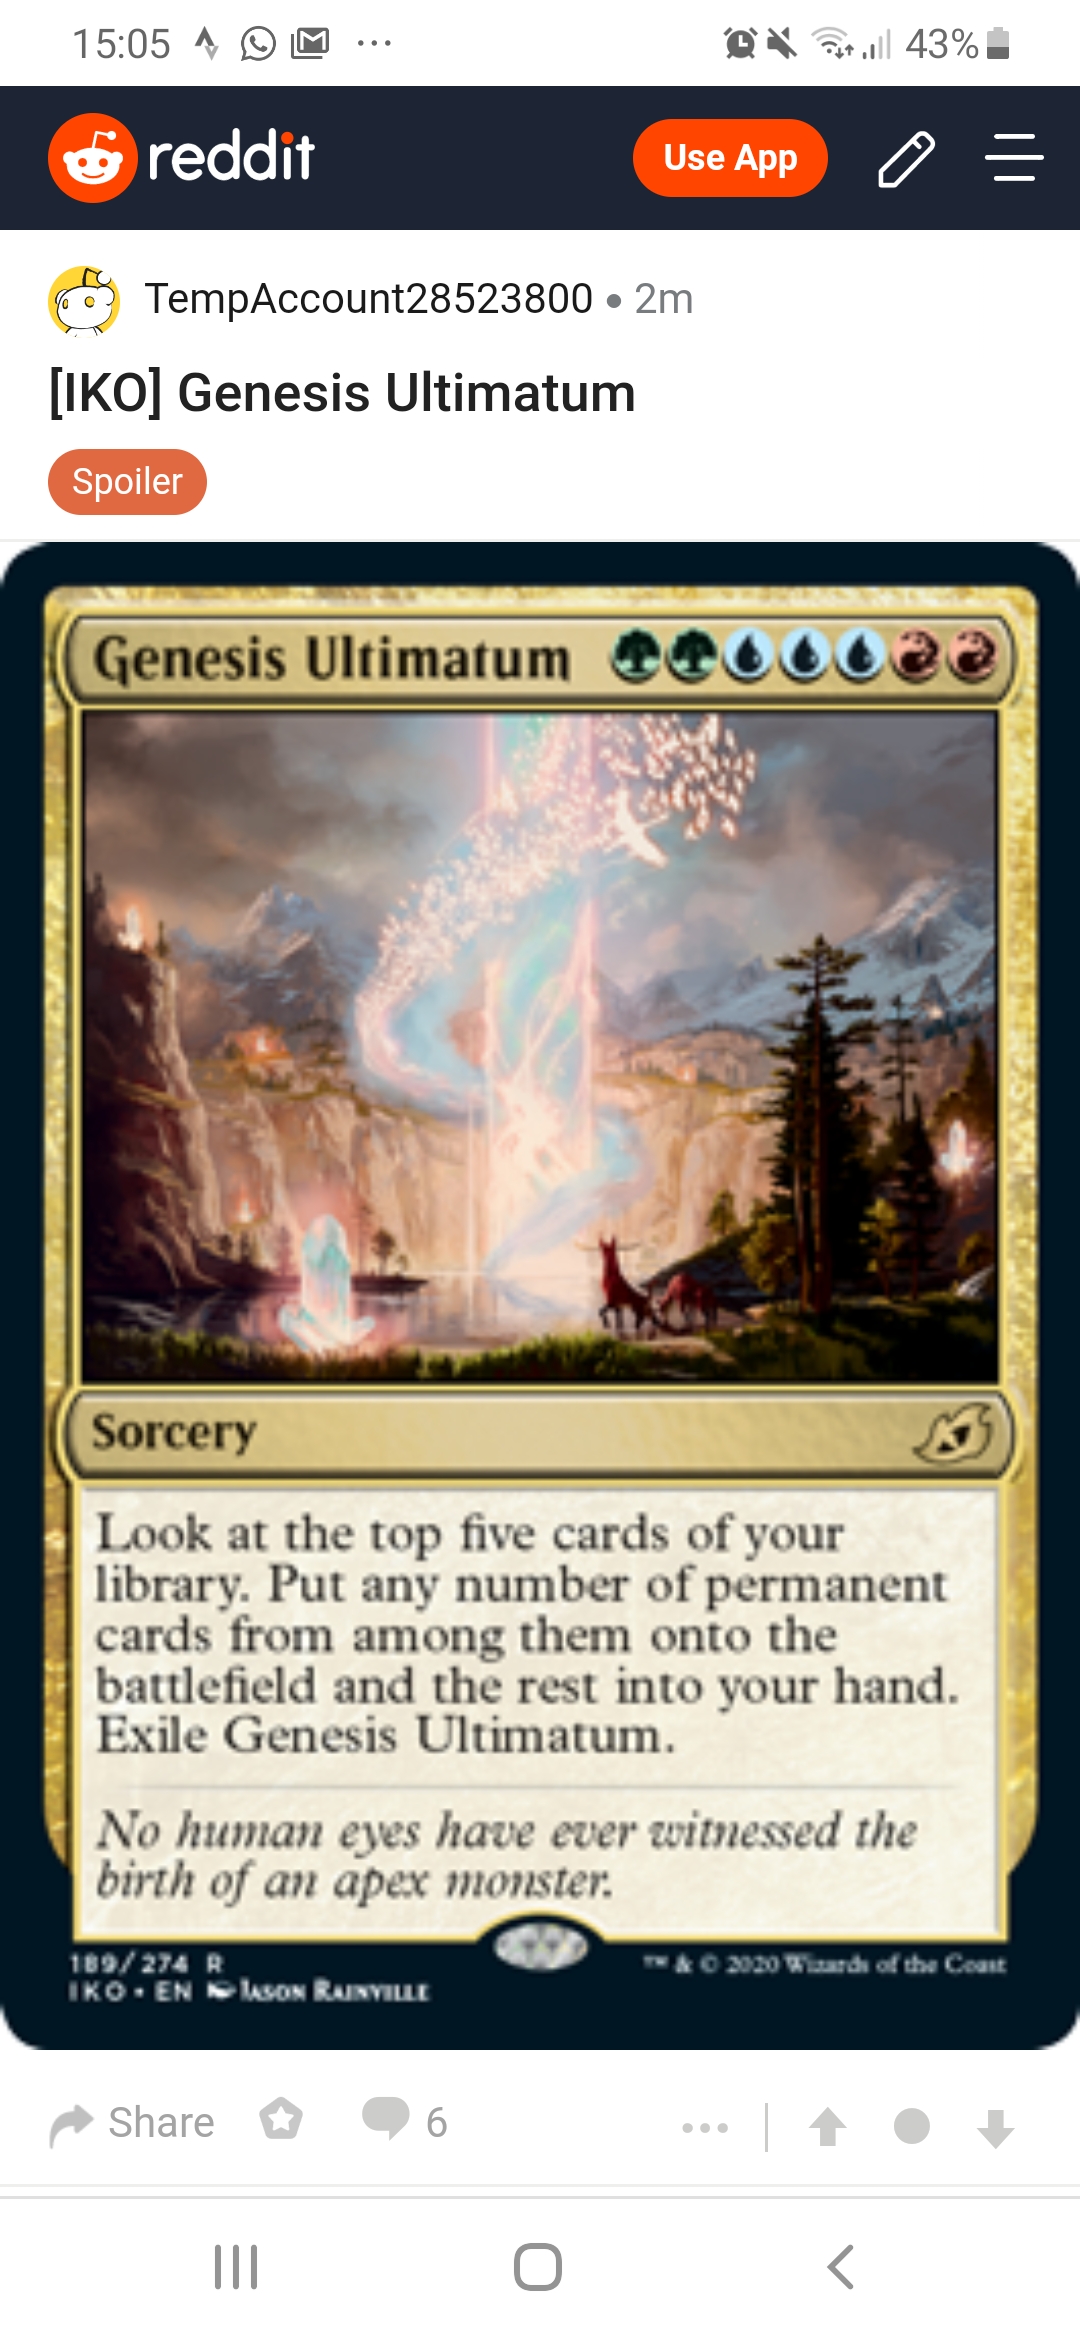 15:05
43%
reddit
Use App
TempAccount28523800 • 2m
[IKO] Genesis Ultimatum
Spoiler
Genesis Ultimatum
Sorcery
Look at the top five cards of your
library. Put any number of permanent
cards from among them onto the
battlefield and the rest into your hand.
Exile Genesis Ultimatum.
No human eyes have ever witnessed the
birth of an apex monster.
189/274 R
IKO • EN Jason Rainville
™ & © 2020 Wizards of the Coast
Share
6